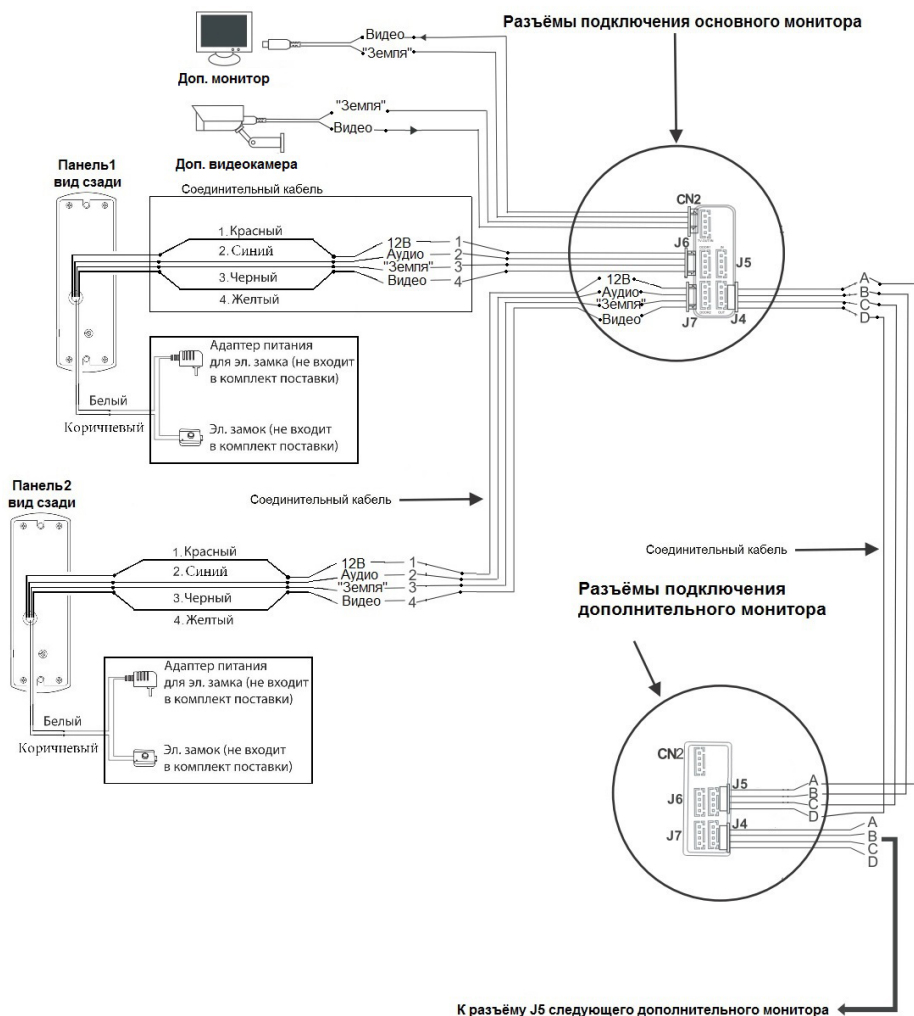 Разъёмы подключения основного монитора
Видео
"Земля"
Доп. монитор
"Земля"
Видео
Доп. видеокамера
Панель1
вид сзади
Соединительный кабель
1. Красный
2. Синий
3. Черный
4. Желтый
12В 1
Аудио 2
"Земля" 3
Видео 4
CN2
J6
J5
12В
Аудио
"Земля"
Видео
J7
J4
A
B
C
D
Адаптер питания
для эл. замка (не входит
в комплект поставки)
Белый
Коричневый
Эл. замок (не входит
в комплект поставки)
Соединительный кабель
Панель2
вид сзади
1. Красный
2. Синий
3. Черный
4. Желтый
12В 1
Аудио 2
"Земля" 3
Видео 4
Соединительный кабель
Разъёмы подключения
дополнительного монитора
Адаптер питания
для эл. замка (не входит
в комплект поставки)
Белый
Коричневый
Эл. замок (не входит
в комплект поставки)
CN2
J5
J6
J7
J4
A
B
C
D
A
B
C
D
К разъёму J5 следующего дополнительного монитора